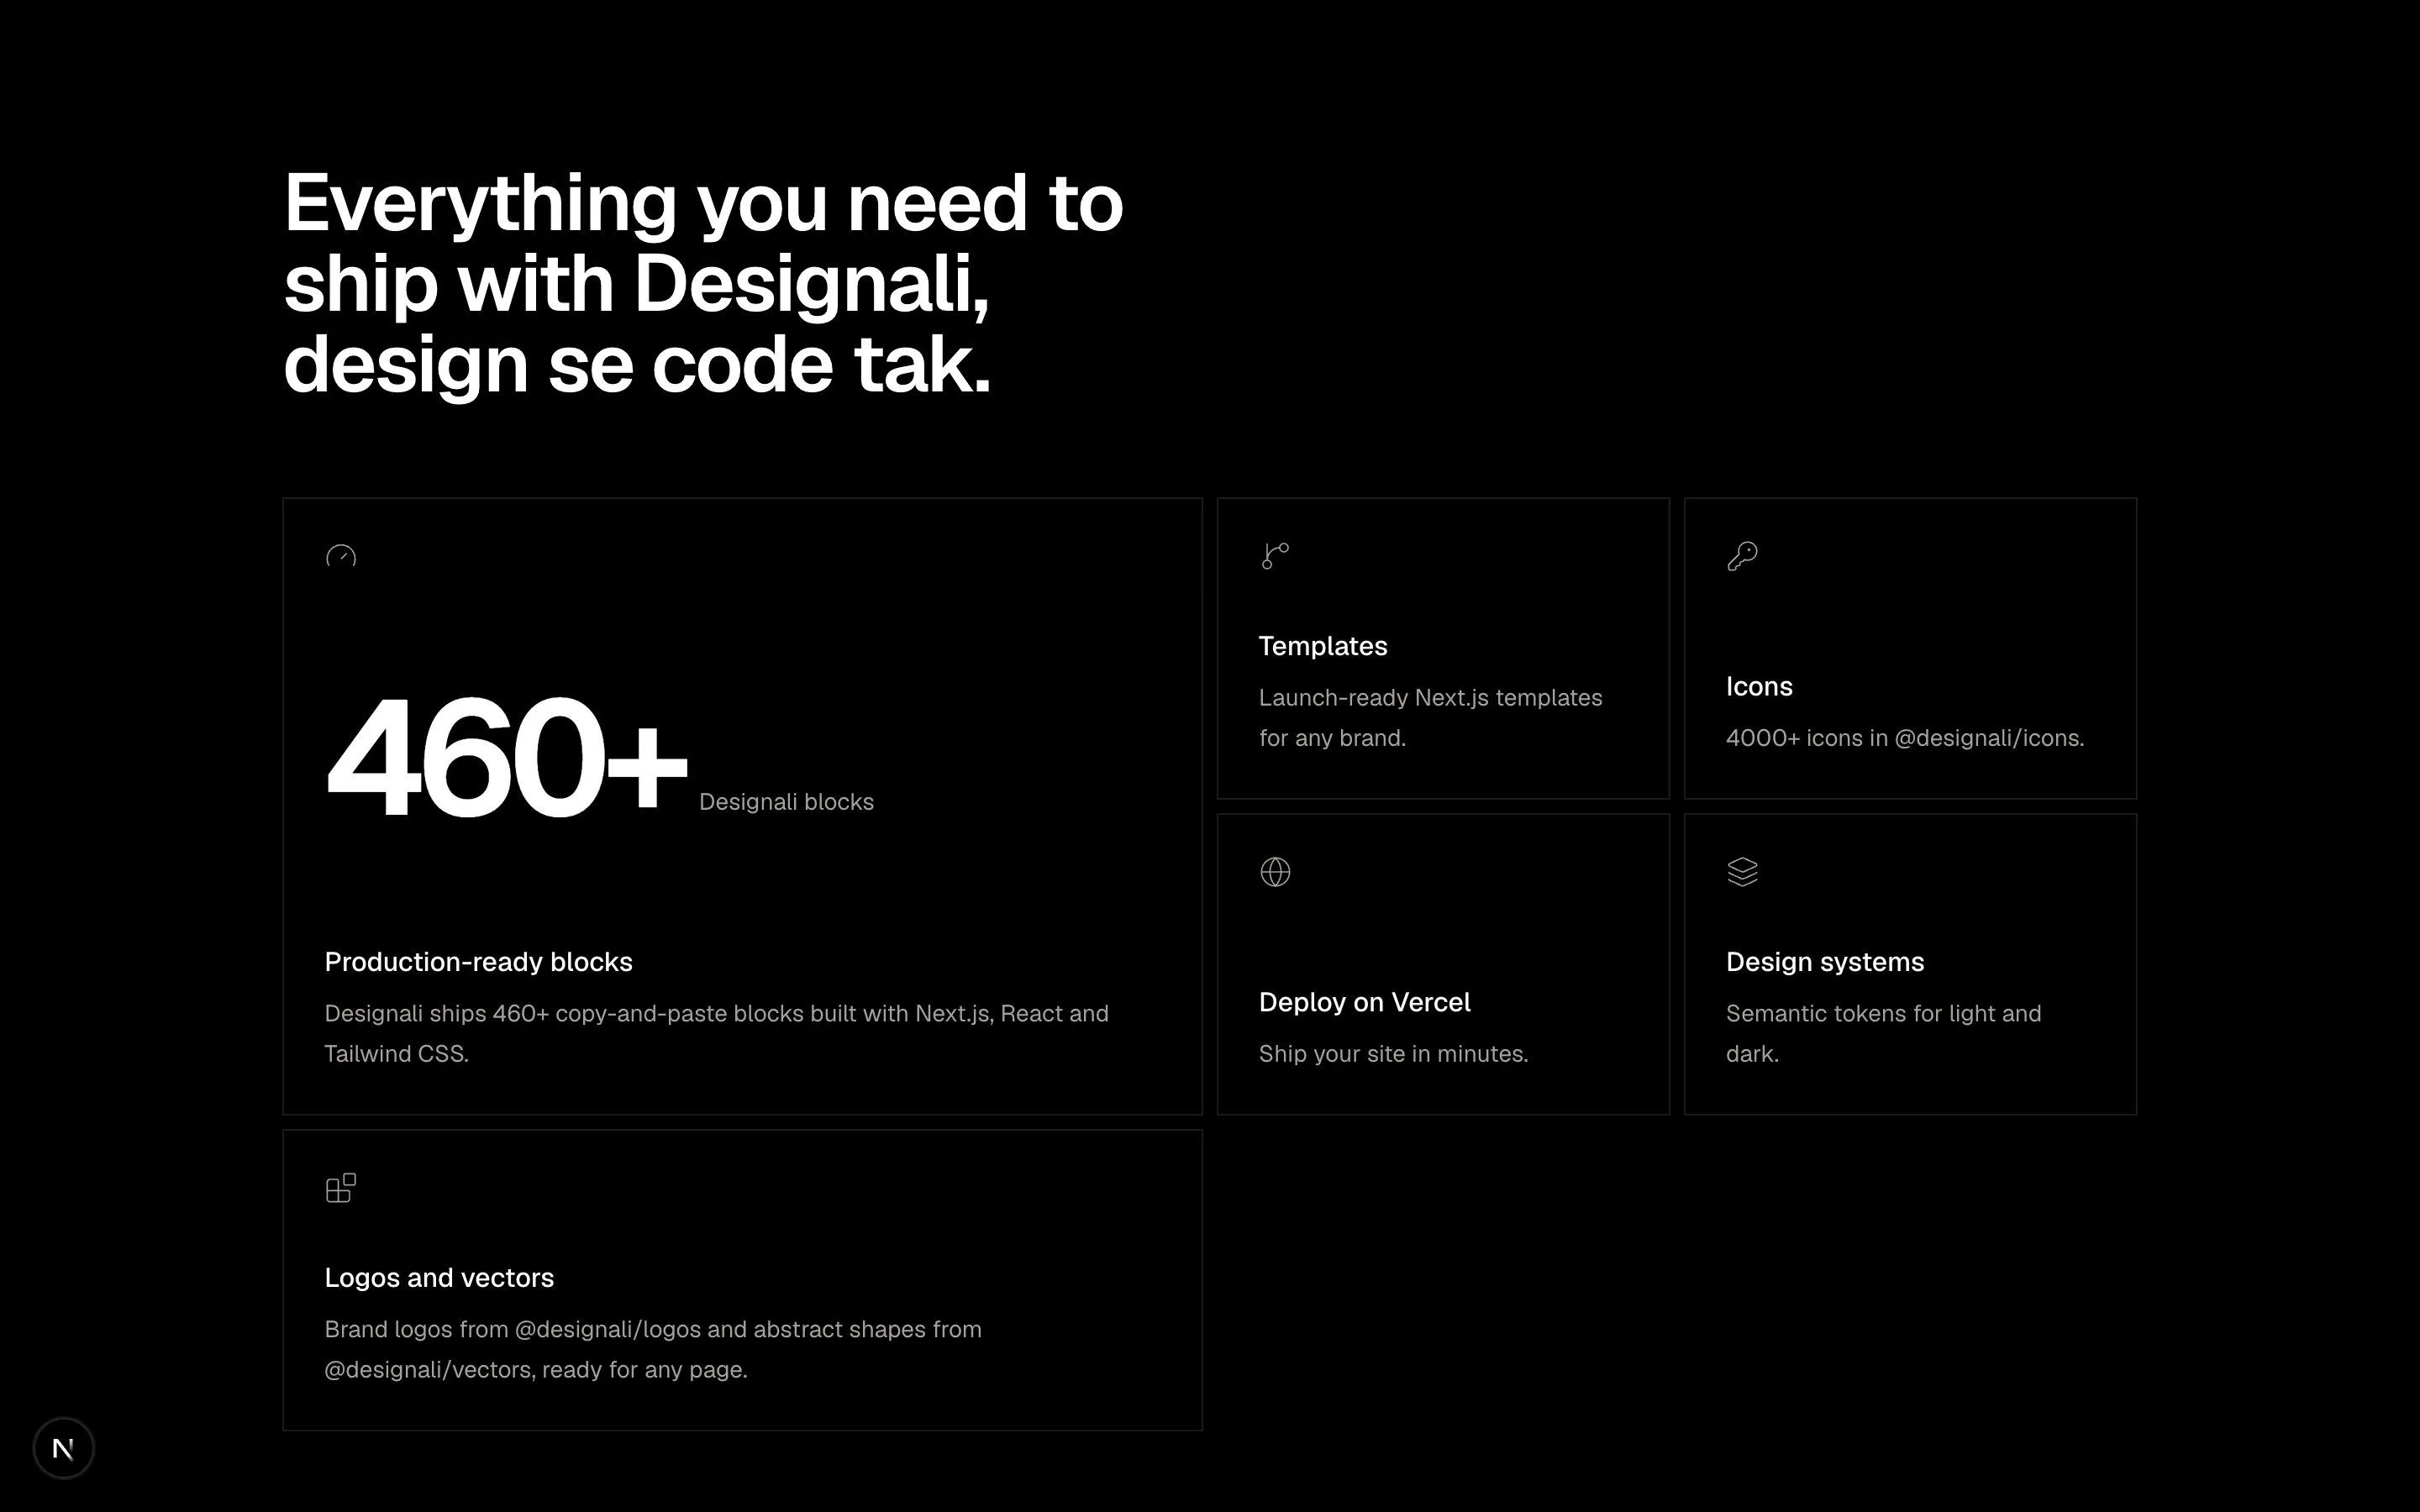 Everything you need to
ship with Designali,
design se code tak.
460+ Designali blocks
Production-ready blocks
Designali ships 460+ copy-and-paste blocks built with Next.js, React and
Tailwind CSS.
Templates
Launch-ready Next.js templates
for any brand.
Icons
4000+ icons in @designali/icons.
Deploy on Vercel
Ship your site in minutes.
Design systems
Semantic tokens for light and
dark.
Logos and vectors
Brand logos from @designali/logos and abstract shapes from
@designali/vectors, ready for any page.
N